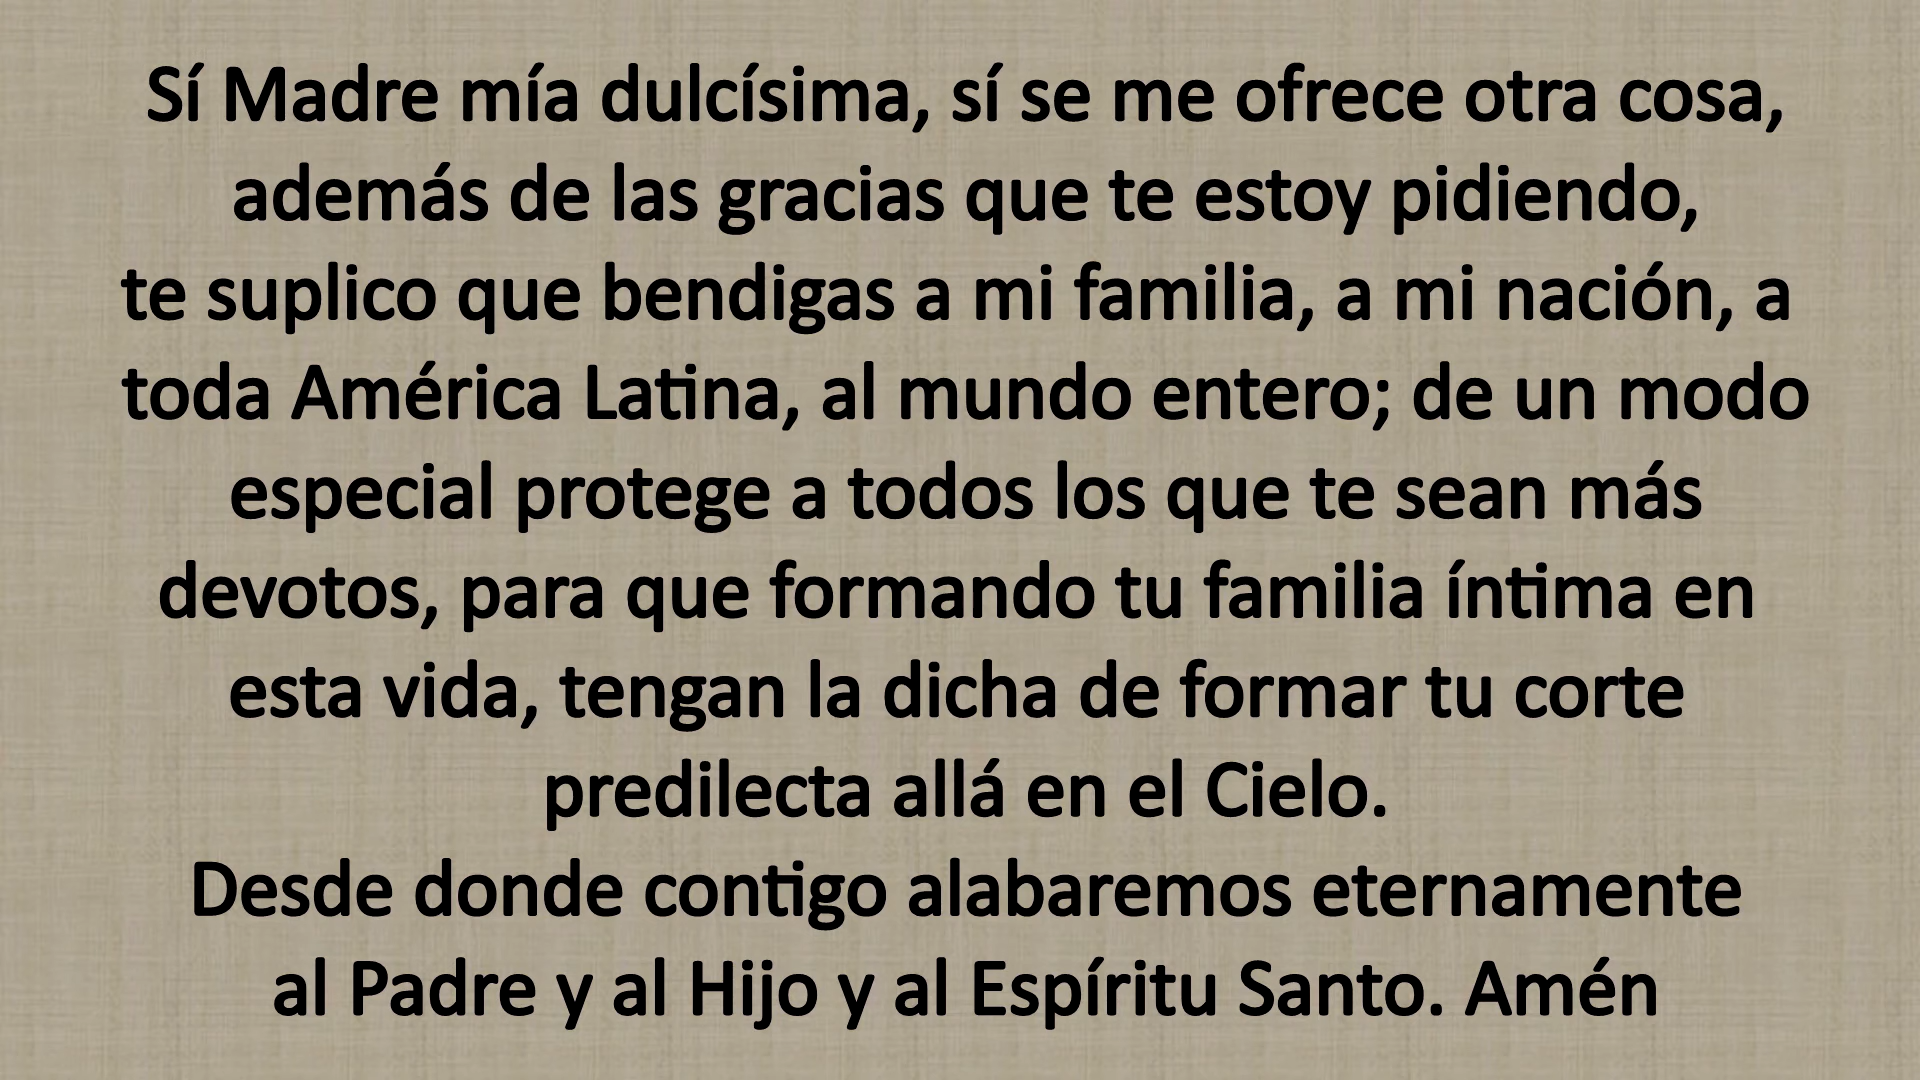 Sí Madre mía dulcísima, sí se me ofrece otra cosa,
además de las gracias que te estoy pidiendo,
te suplico que bendigas a mi familia, a mi nación, a
toda América Latina, al mundo entero; de un modo
especial protege a todos los que te sean más
devotos, para que formando tu familia íntima en
esta vida, tengan la dicha de formar tu corte
predilecta allá en el Cielo.
Desde donde contigo alabaremos eternamente
al Padre y al Hijo y al Espíritu Santo. Amén